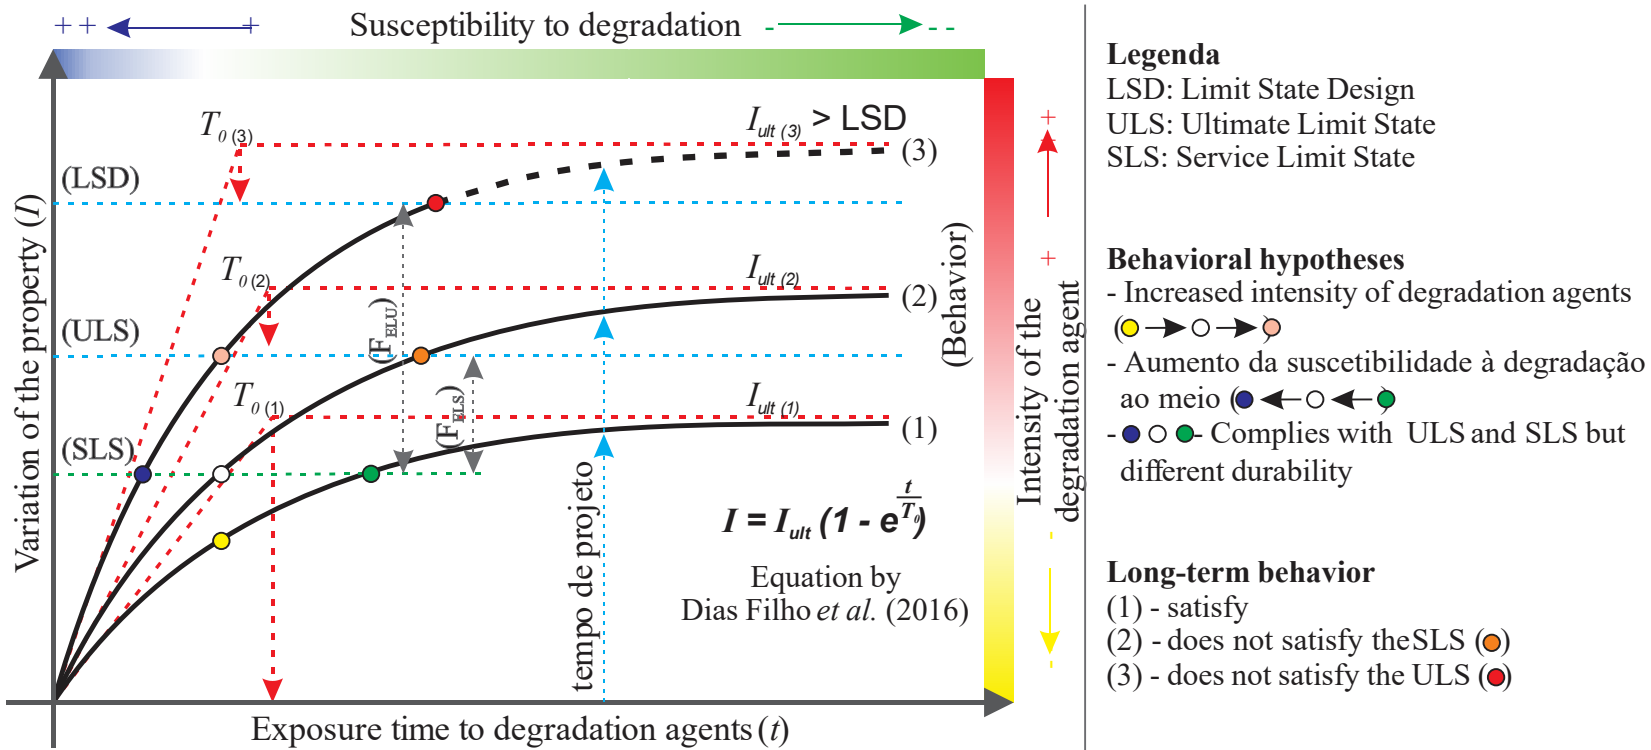 ++ + Susceptibility to degradation - --
T0 (3)
Iult (3) > LSD
(3)
(LSD)
T0 (2)
Iult (2)
(2)
(ULS)
(FELU)
T0 (1)
Iult (1)
(1)
(FELS)
(SLS)
(Behavior)
Variation of the property (I)
tempo de projeto
I = Iult (1 - e^(t/T0))
Equation by
Dias Filho et al. (2016)
Exposure time to degradation agents (t)
+
+
Intensity of the
degradation agent
-
-
Legenda
LSD: Limit State Design
ULS: Ultimate Limit State
SLS: Service Limit State
Behavioral hypotheses
- Increased intensity of degradation agents
( )
- Aumento da suscetibilidade à degradação
ao meio ( )
- - Complies with ULS and SLS but
different durability
Long-term behavior
(1) - satisfy
(2) - does not satisfy the SLS ( )
(3) - does not satisfy the ULS ( )